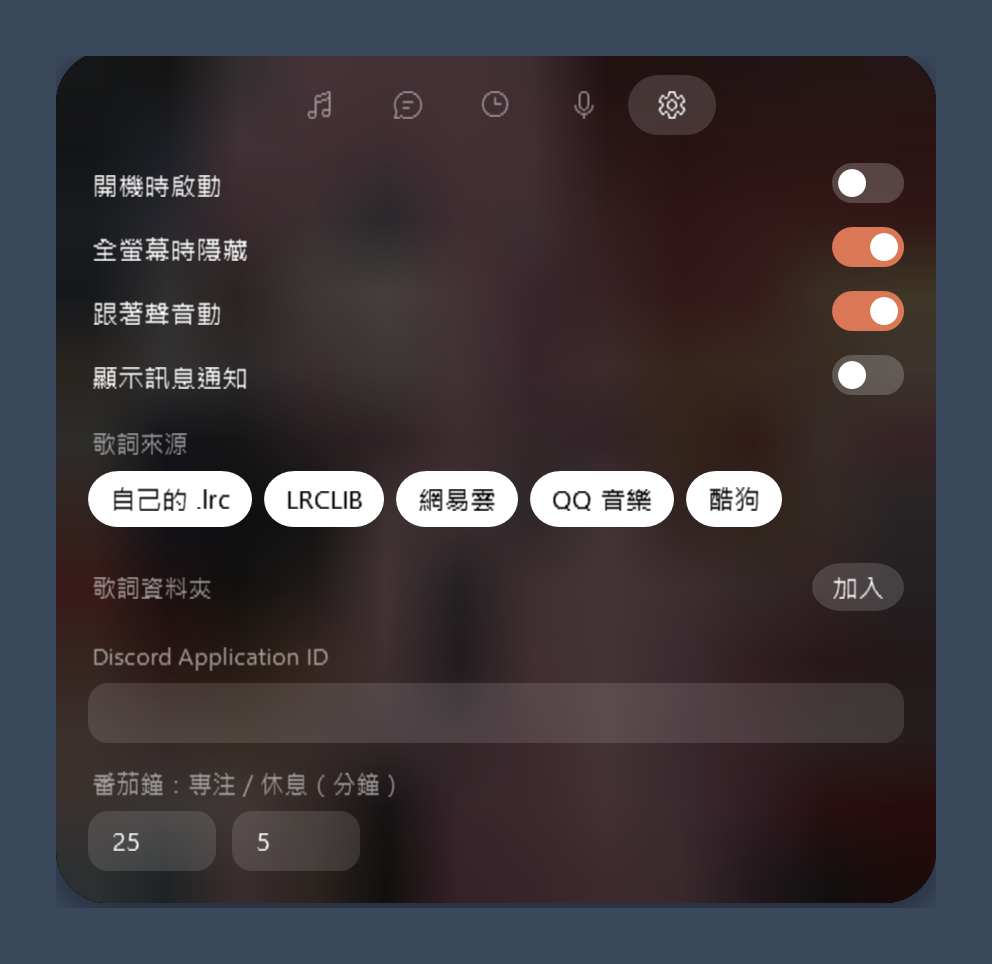 開機時啟動
全螢幕時隱藏
跟著聲音動
顯示訊息通知
歌詞來源
自己的 .lrc LRCLIB 網易雲 QQ 音樂 酷狗
歌詞資料夾 加入
Discord Application ID
番茄鐘：專注 / 休息（分鐘）
25 5